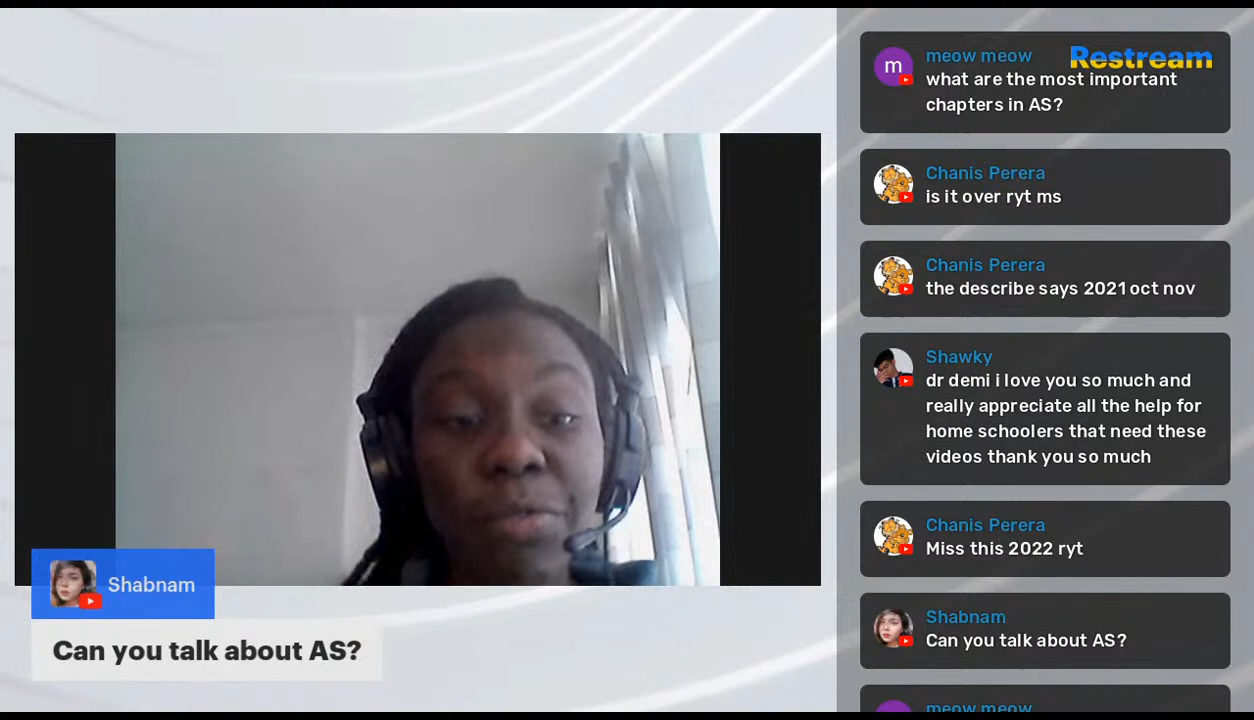 Restream
meow meow
what are the most important
chapters in AS?
Chanis Perera
is it over ryt ms
Chanis Perera
the describe says 2021 oct nov
Shawky
dr demi i love you so much and
really appreciate all the help for
home schoolers that need these
videos thank you so much
Chanis Perera
Miss this 2022 ryt
Shabnam
Can you talk about AS?
meow meow
Shabnam
Can you talk about AS?
m